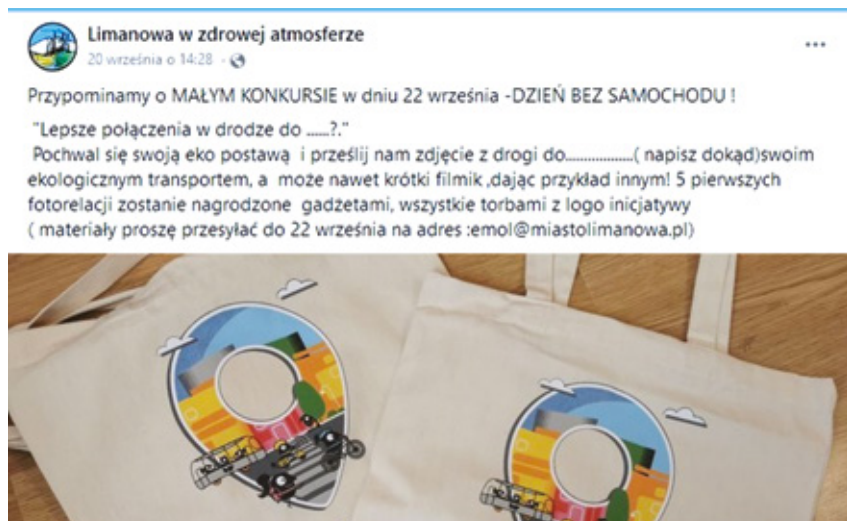 Limanowa w zdrowej atmosferze
20 września o 14:28 ·
Przypominamy o MAŁYM KONKURSIE w dniu 22 września -DZIEŃ BEZ SAMOCHODU !
"Lepsze połączenia w drodze do ......?."
Pochwal się swoją eko postawą i prześlij nam zdjęcie z drogi do.................( napisz dokąd)swoim
ekologicznym transportem, a może nawet krótki filmik ,dając przykład innym! 5 pierwszych
fotorelacji zostanie nagrodzone gadżetami, wszystkie torbami z logo inicjatywy
( materiały proszę przesyłać do 22 września na adres :emol@miastolimanowa.pl)